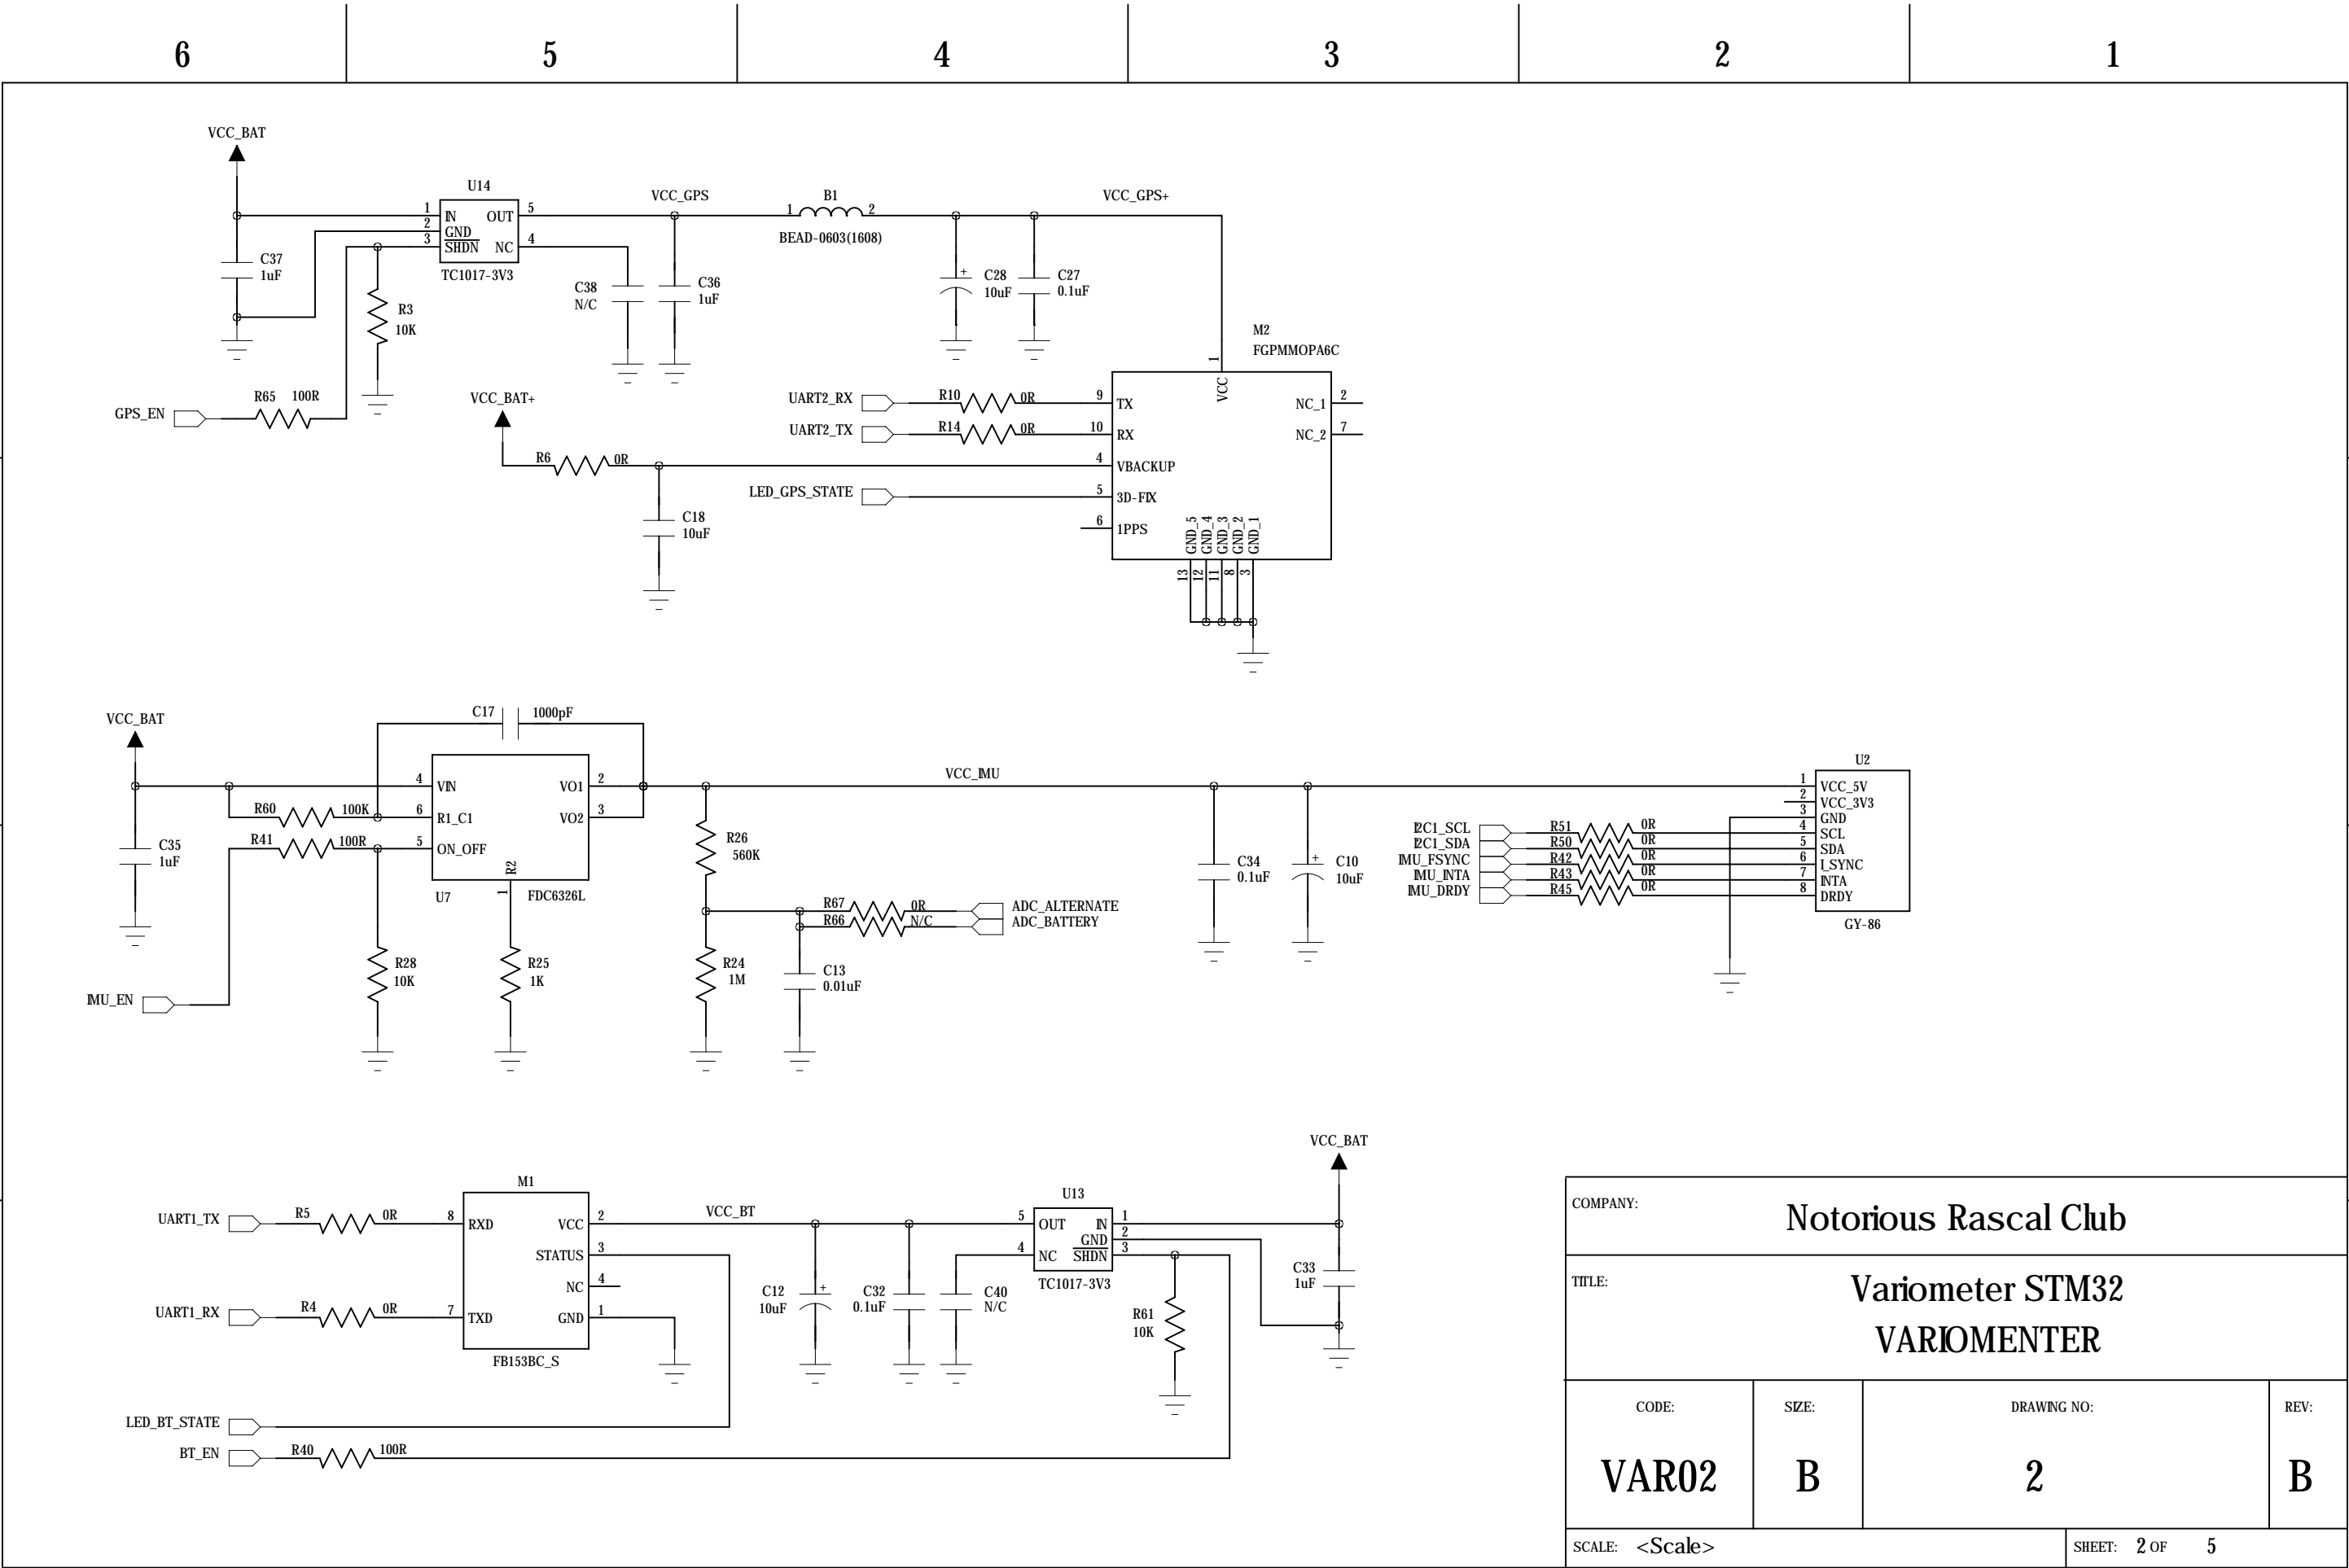 6 5 4 3 2 1
VCC_BAT
U14
1 IN OUT 5
2 GND
3 SHDN NC 4
TC1017-3V3
VCC_GPS
1 B1 2
BEAD-0603(1608)
VCC_GPS+
C37
1uF
R3
10K
C38
N/C
C36
1uF
C28
10uF
+
C27
0.1uF
GPS_EN
R65 100R
M2
FGPMMOPA6C
1
VCC
UART2_RX R10 0R 9 TX
UART2_TX R14 0R 10 RX
VCC_BAT+
R6 0R 4 VBACKUP
LED_GPS_STATE 5 3D-FIX
6 1PPS
NC_1 2
NC_2 7
C18
10uF
GND_5 GND_4 GND_3 GND_2 GND_1
13 12 11 8 3
VCC_BAT
C17 1000pF
4 VIN VO1 2
R60 100K 6 R1_C1 VO2 3
R41 100R 5 ON_OFF
R2
1
U7 FDC6326L
C35
1uF
IMU_EN
R28
10K
R25
1K
VCC_IMU
R26
560K
R67 0R ADC_ALTERNATE
R66 N/C ADC_BATTERY
R24
1M
C13
0.01uF
C34
0.1uF
+
C10
10uF
U2
1 VCC_5V
2 VCC_3V3
3 GND
I2C1_SCL R51 0R 4 SCL
I2C1_SDA R50 0R 5 SDA
IMU_FSYNC R42 0R 6 I_SYNC
IMU_INTA R43 0R 7 INTA
IMU_DRDY R45 0R 8 DRDY
GY-86
M1
UART1_TX R5 0R 8 RXD VCC 2
STATUS 3
NC 4
UART1_RX R4 0R 7 TXD GND 1
FB153BC_S
VCC_BT
LED_BT_STATE
BT_EN R40 100R
C12
10uF
+
C32
0.1uF
C40
N/C
U13
5 OUT IN 1
GND 2
4 NC SHDN 3
TC1017-3V3
R61
10K
VCC_BAT
C33
1uF
COMPANY: Notorious Rascal Club
TITLE: Variometer STM32
VARIOMENTER
CODE: SIZE: DRAWING NO: REV:
VAR02 B 2 B
SCALE: <Scale> SHEET: 2 OF 5